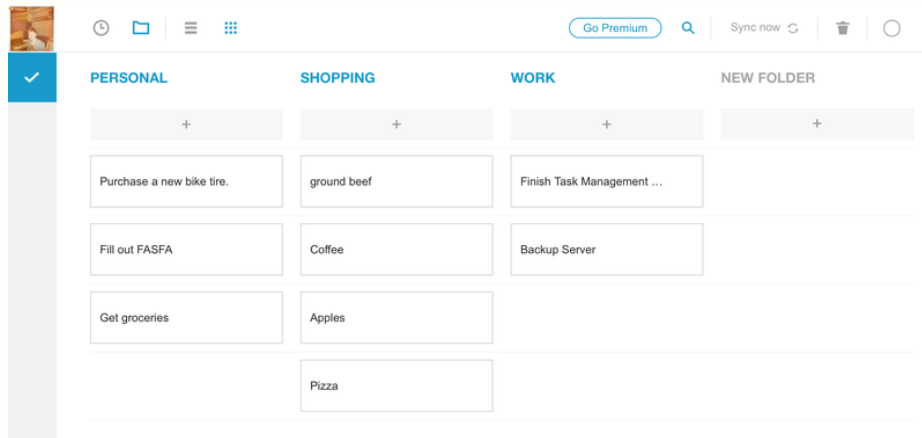 Go Premium
Sync now
PERSONAL
SHOPPING
WORK
NEW FOLDER
+
+
+
+
Purchase a new bike tire.
ground beef
Finish Task Management ...
Fill out FASFA
Coffee
Backup Server
Get groceries
Apples
Pizza